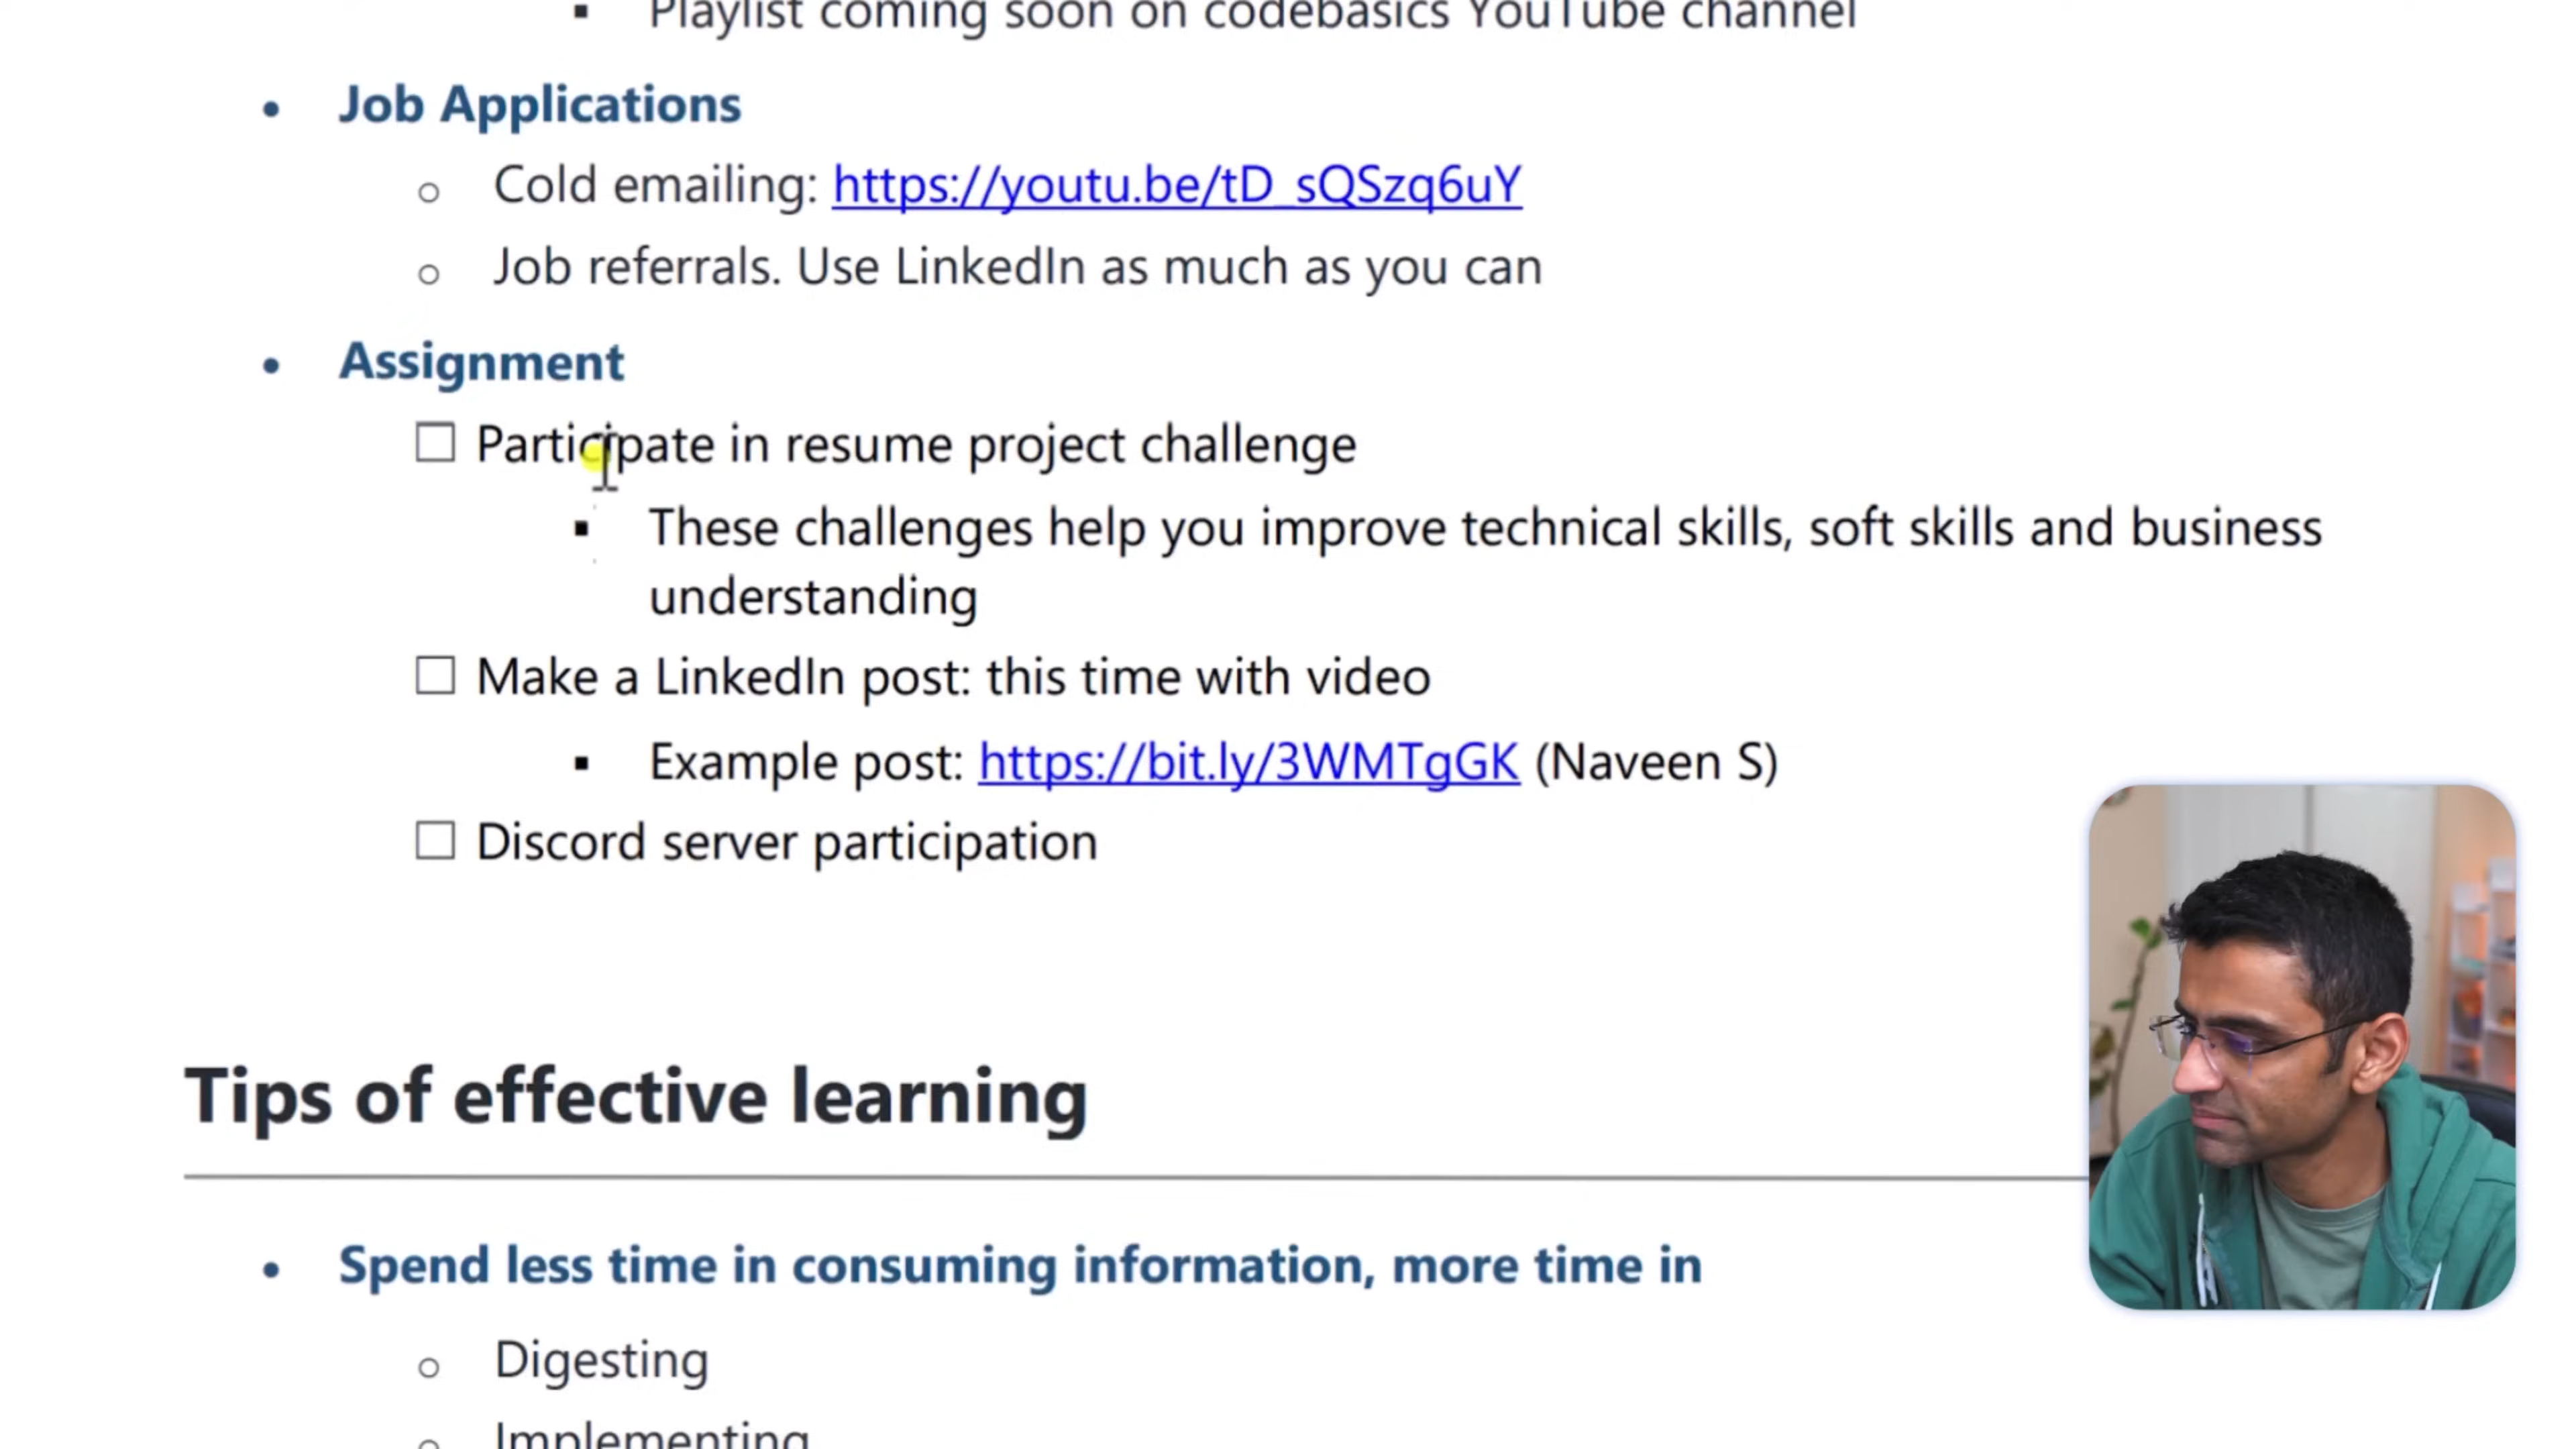 ▪ Playlist coming soon on codebasics YouTube channel
• Job Applications
○ Cold emailing: https://youtu.be/tD_sQSzq6uY
○ Job referrals. Use LinkedIn as much as you can
• Assignment
☐ Participate in resume project challenge
▪ These challenges help you improve technical skills, soft skills and business
understanding
☐ Make a LinkedIn post: this time with video
▪ Example post: https://bit.ly/3WMTgGK (Naveen S)
☐ Discord server participation
Tips of effective learning
• Spend less time in consuming information, more time in
○ Digesting
○ Implementing